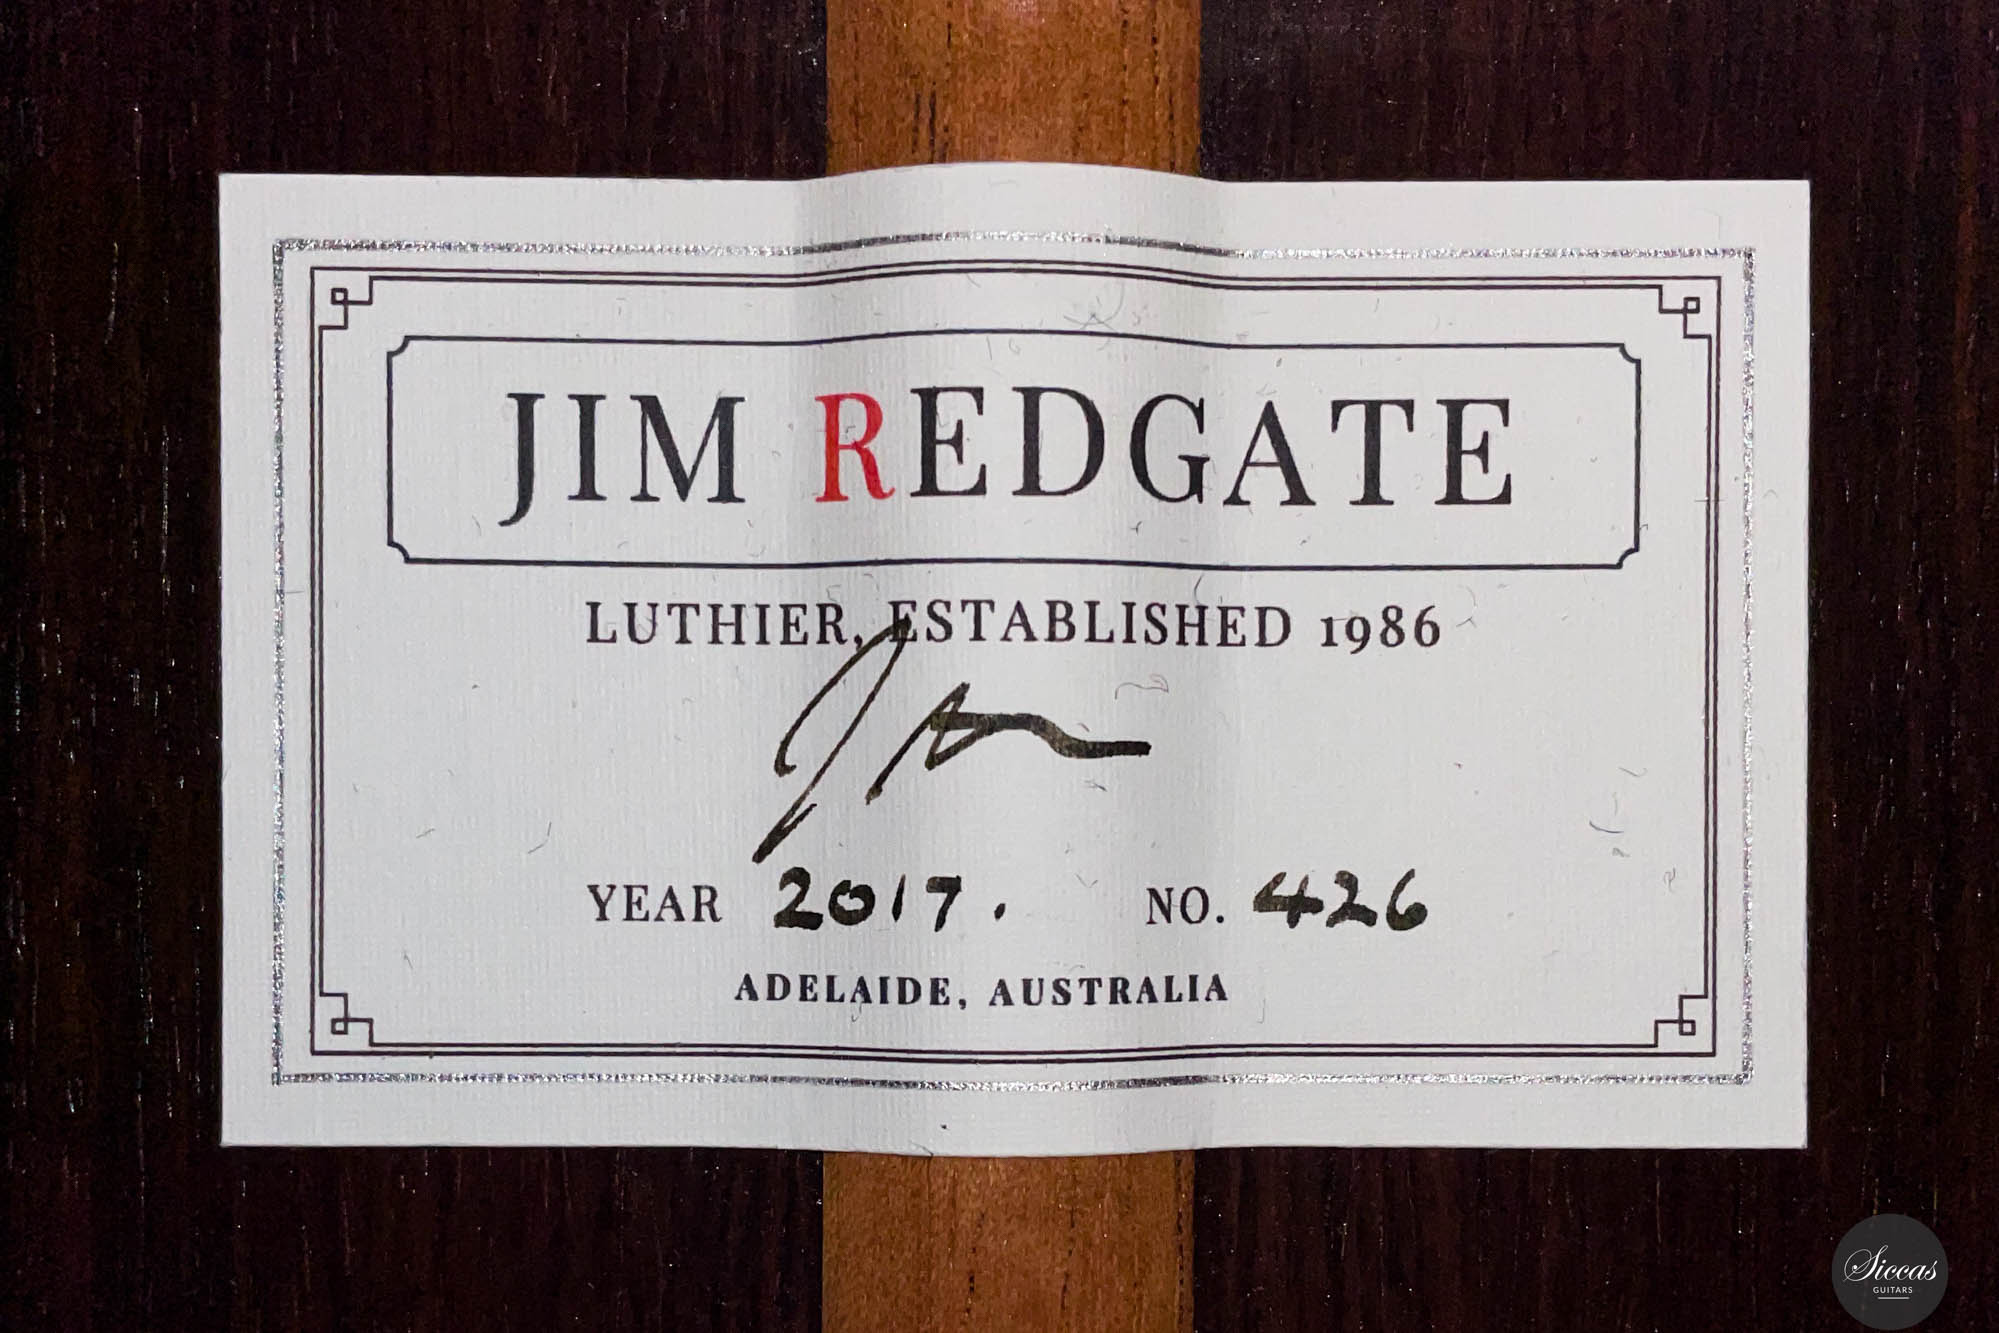 JIM REDGATE
LUTHIER, ESTABLISHED 1986
YEAR 2017. NO. 426
ADELAIDE, AUSTRALIA
Siccas
GUITARS